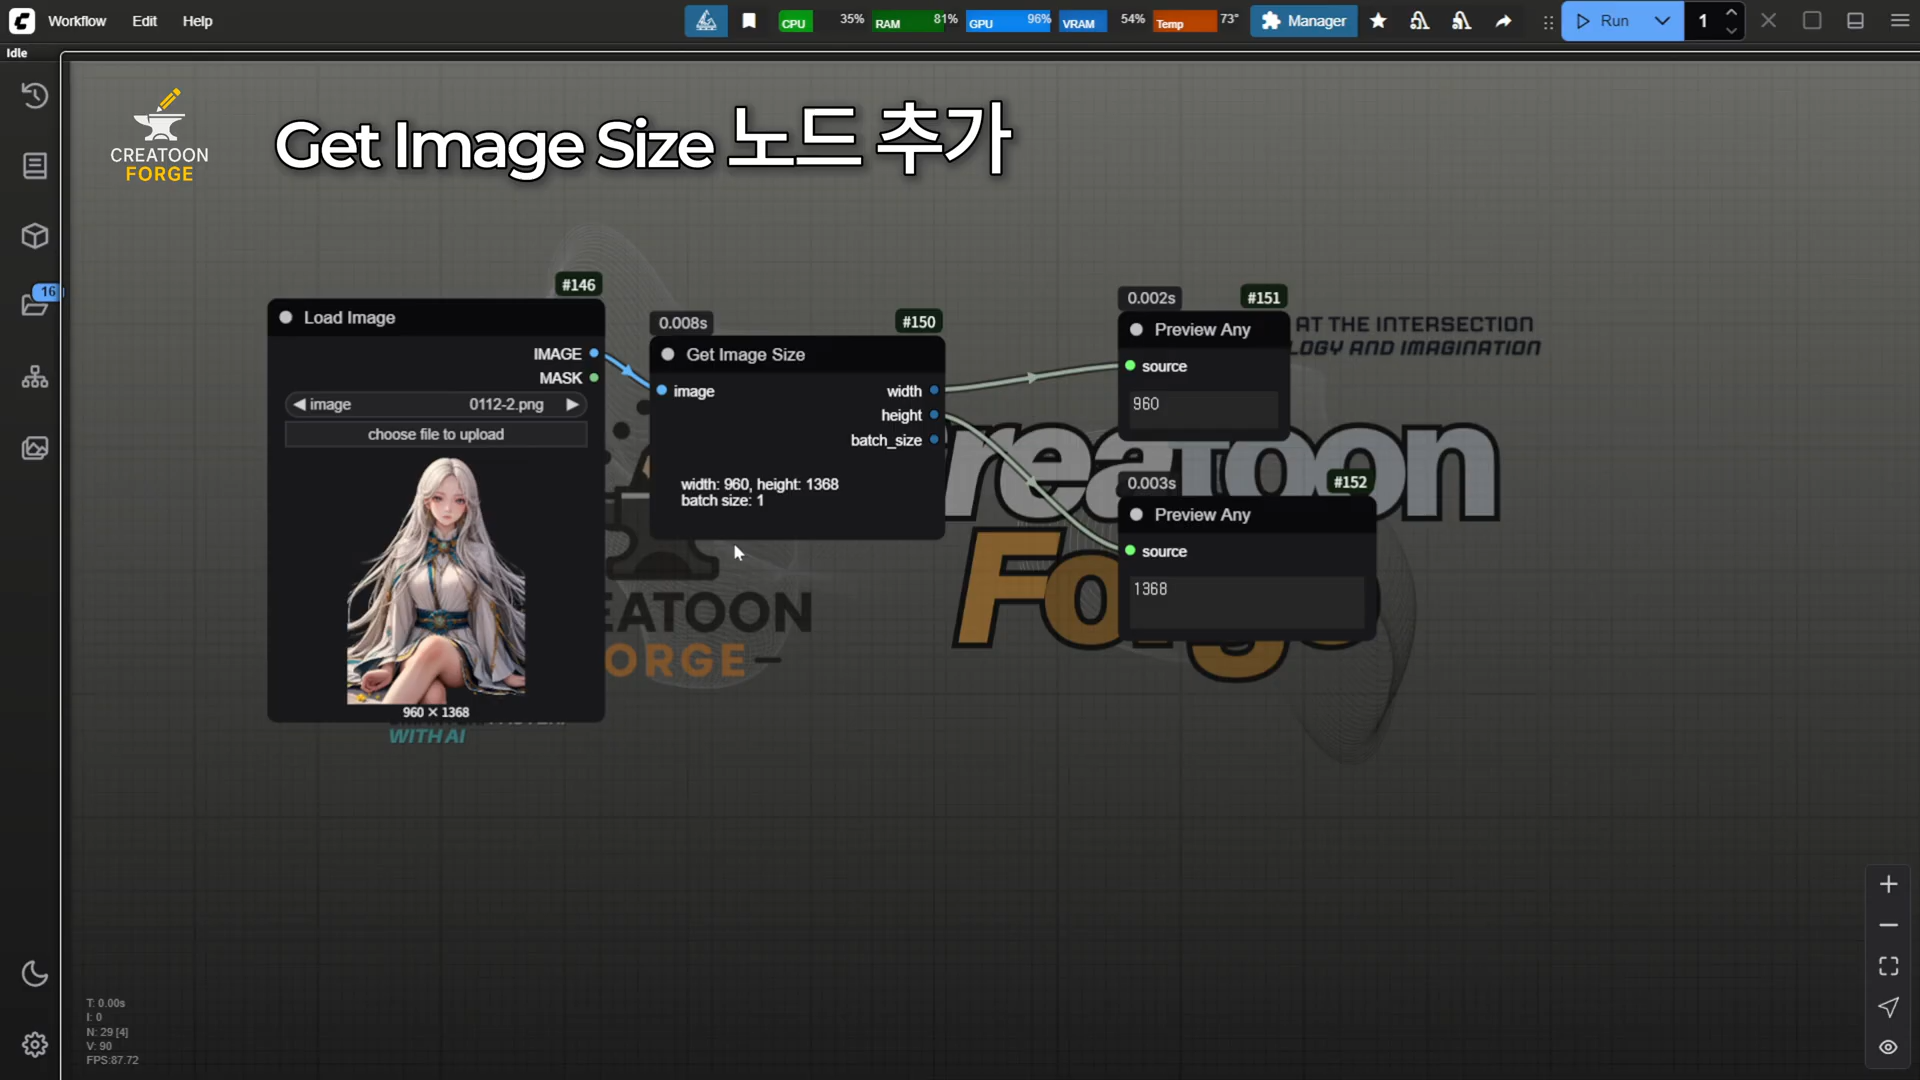 Workflow Edit Help
CPU 35% RAM 81% GPU 96% VRAM 54% Temp 73° Manager Run 1
Idle
CREATOON
FORGE
Get Image Size 노드 추가
16
#146
Load Image
IMAGE
MASK
image 0112-2.png
choose file to upload
960 × 1368
WITH AI
0.008s #150
Get Image Size
image width
height
batch_size
width: 960, height: 1368
batch size: 1
0.002s #151
Preview Any
source
960
AT THE INTERSECTION
LOGY AND IMAGINATION
0.003s #152
Preview Any
source
1368
reatoon
Forge
EATOON
ORGE
T: 0.00s
I: 0
N: 29 [4]
V: 90
FPS:87.72